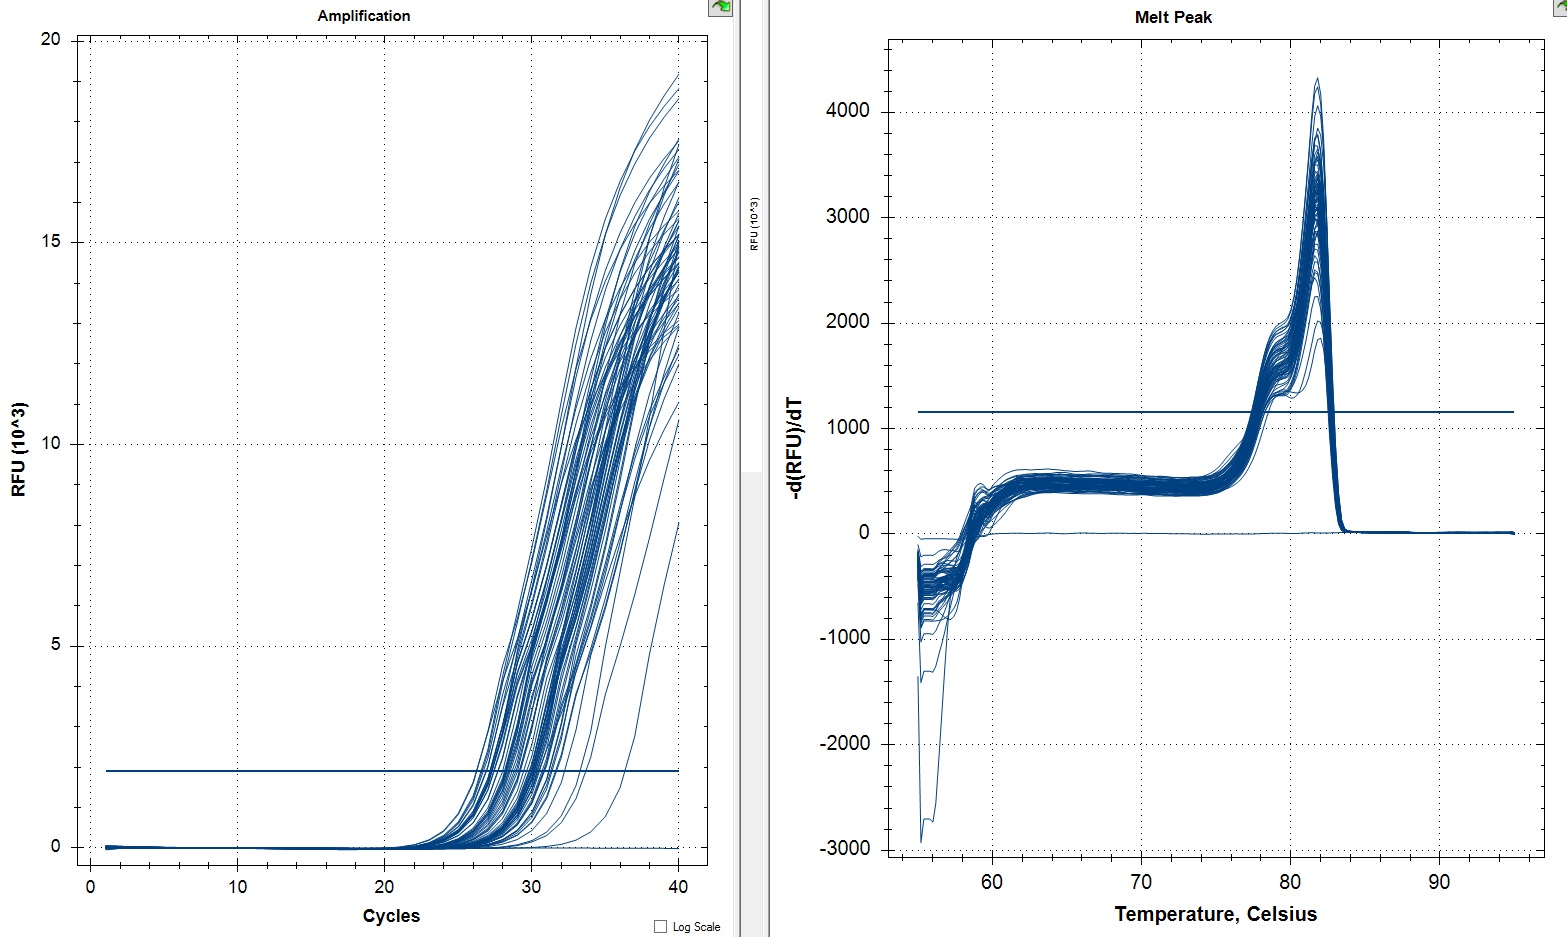 Amplification
20
15
10
5
0
RFU (10^3)
0 10 20 30 40
Cycles
Log Scale
RFU (10^3)
Melt Peak
4000
3000
2000
1000
0
-1000
-2000
-3000
-d(RFU)/dT
60 70 80 90
Temperature, Celsius